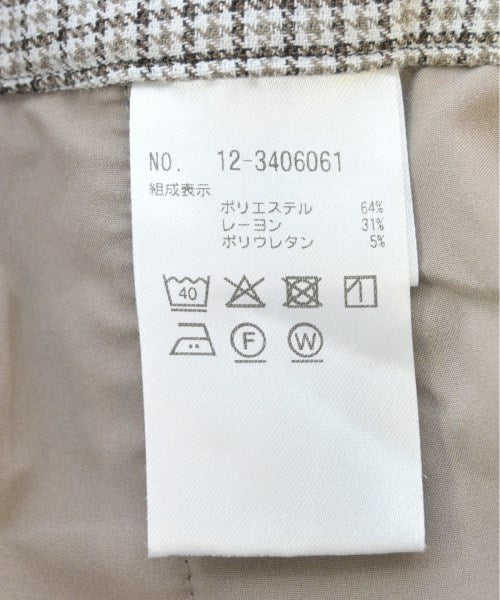 NO. 12-3406061
組成表示
ポリエステル 64%
レーヨン 31%
ポリウレタン 5%
40
F W